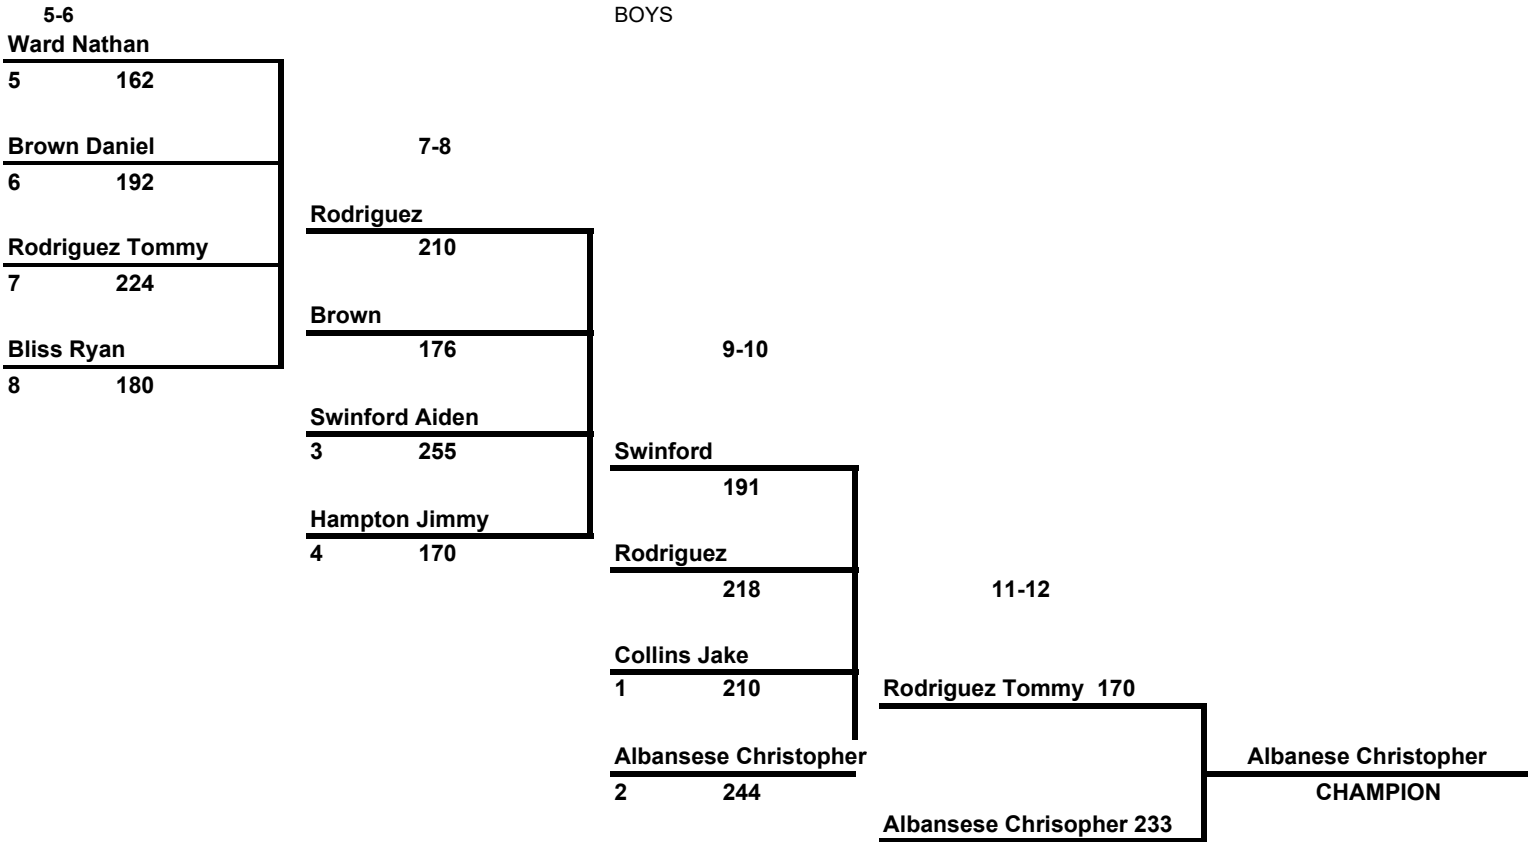 5-6
BOYS
Ward Nathan
5 162
Brown Daniel
7-8
6 192
Rodriguez
Rodriguez Tommy
210
7 224
Brown
Bliss Ryan
176
9-10
8 180
Swinford Aiden
3 255
Swinford
191
Hampton Jimmy
4 170
Rodriguez
218
11-12
Collins Jake
1 210
Rodriguez Tommy 170
Albansese Christopher
Albanese Christopher
2 244
CHAMPION
Albansese Chrisopher 233